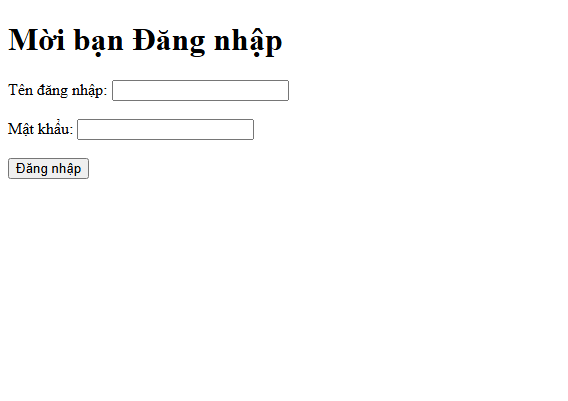 Mời bạn Đăng nhập
Tên đăng nhập:
Mật khẩu:
Đăng nhập